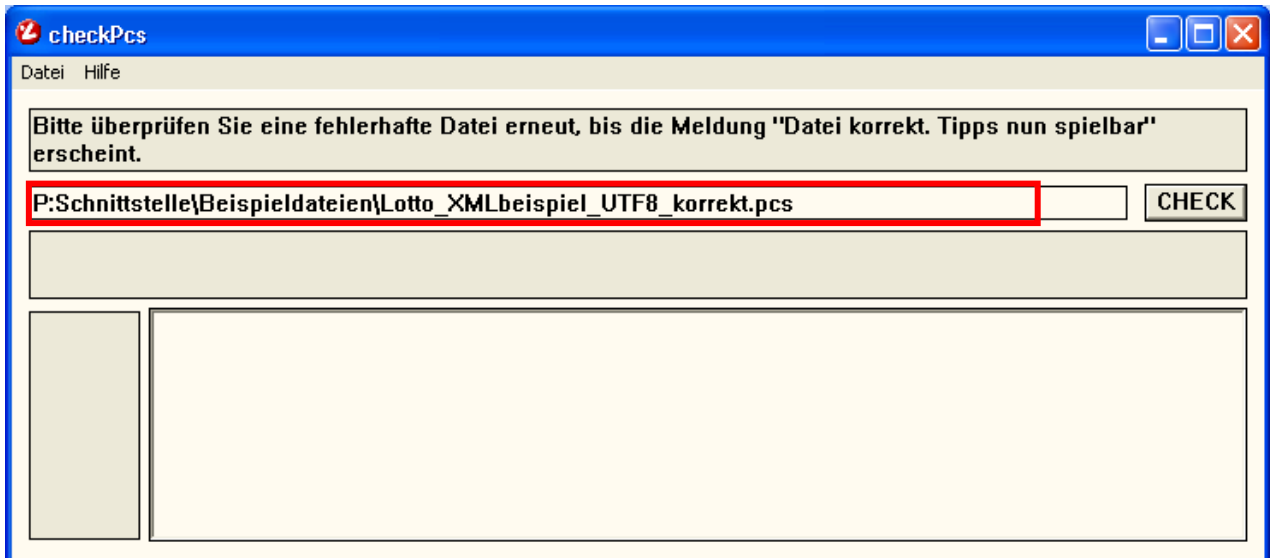 checkPcs
Datei Hilfe
Bitte überprüfen Sie eine fehlerhafte Datei erneut, bis die Meldung "Datei korrekt. Tipps nun spielbar"
erscheint.
P:Schnittstelle\Beispieldateien\Lotto_XMLbeispiel_UTF8_korrekt.pcs
CHECK